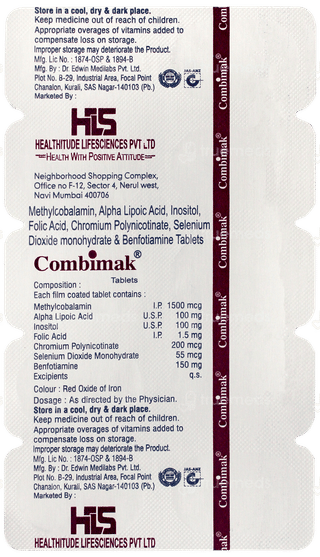 Store in a cool, dry & dark place.
Keep medicine out of reach of children.
Appropriate overages of vitamins added to
compensate loss on storage.
Improper storage may deteriorate the Product.
Mfg. Lic No : 1874-OSP & 1894-B
Mfg. By : Dr. Edwin Medilabs Pvt. Ltd.
Plot No. B-29, Industrial Area, Focal Point
Chanalon, Kurali, SAS Nagar-140103 (Pb.)
Marketed By :
HLS
HEALTHITUDE LIFESCIENCES PVT LTD
HEALTH WITH POSITIVE ATTITUDE
Neighborhood Shopping Complex,
Office no F-12, Sector 4, Nerul west,
Navi Mumbai 400706
Methylcobalamin, Alpha Lipoic Acid, Inositol,
Folic Acid, Chromium Polynicotinate, Selenium
Dioxide monohydrate & Benfotiamine Tablets
Combimak®
Tablets
Composition :
Each film coated tablet contains :
Methylcobalamin I.P. 1500 mcg
Alpha Lipoic Acid U.S.P. 100 mg
Inositol U.S.P. 100 mg
Folic Acid I.P. 1.5 mg
Chromium Polynicotinate 200 mcg
Selenium Dioxide Monohydrate 55 mcg
Benfotiamine 150 mg
Excipients q.s.
Colour : Red Oxide of Iron
Dosage : As directed by the Physician.
Store in a cool, dry & dark place.
Keep medicine out of reach of children.
Appropriate overages of vitamins added to
compensate loss on storage.
Improper storage may deteriorate the Product.
Mfg. Lic No : 1874-OSP & 1894-B
Mfg. By : Dr. Edwin Medilabs Pvt. Ltd.
Plot No. B-29, Industrial Area, Focal Point
Chanalon, Kurali, SAS Nagar-140103 (Pb.)
Marketed By :
HLS
HEALTHITUDE LIFESCIENCES PVT LTD
Combimak®
Combimak®
Combimak®
Combimak®
Combimak®
Combimak®
Combimak®
mak®